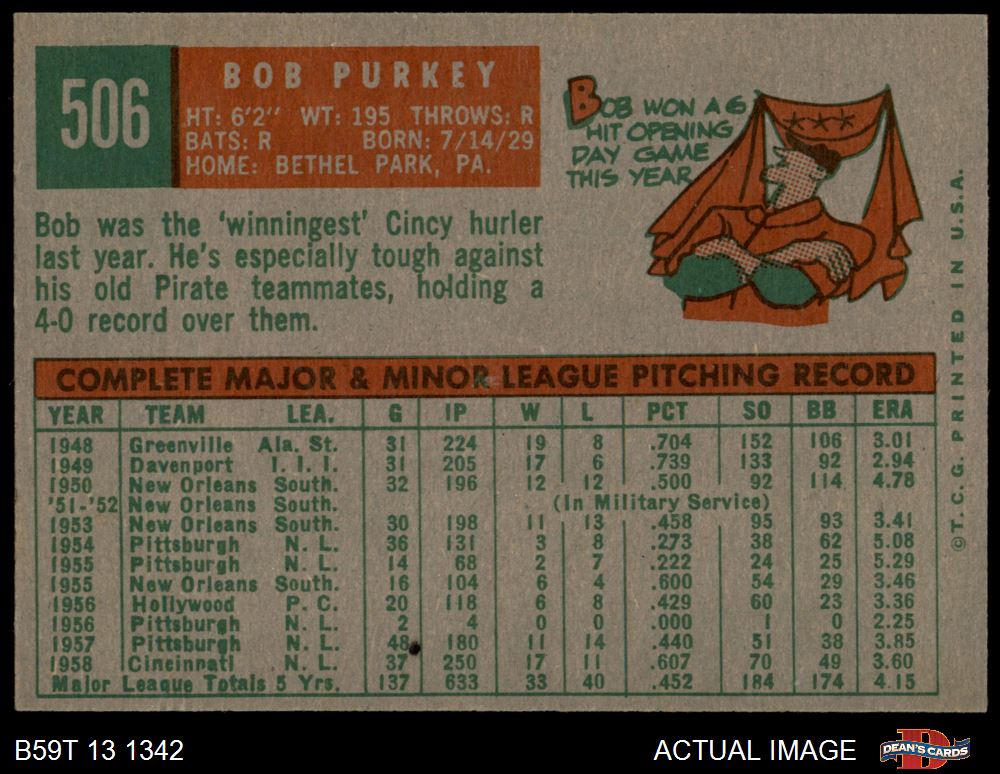 506
BOB PURKEY
HT: 6'2" WT: 195 THROWS: R
BATS: R BORN: 7/14/29
HOME: BETHEL PARK, PA.
BOB WON A 6
HIT OPENING
DAY GAME
THIS YEAR
Bob was the 'winningest' Cincy hurler
last year. He's especially tough against
his old Pirate teammates, holding a
4-0 record over them.
COMPLETE MAJOR & MINOR LEAGUE PITCHING RECORD
YEAR TEAM LEA. G IP W L PCT SO BB ERA
1948 Greenville Ala. St. 31 224 19 8 .704 152 106 3.01
1949 Davenport I. I. I. 31 205 17 6 .739 133 92 2.94
1950 New Orleans South. 32 196 12 12 .500 92 114 4.78
'51-'52 New Orleans South. (In Military Service)
1953 New Orleans South. 30 198 11 13 .458 95 93 3.41
1954 Pittsburgh N. L. 36 131 3 8 .273 38 62 5.08
1955 Pittsburgh N. L. 14 68 2 7 .222 24 25 5.29
1955 New Orleans South. 16 104 6 4 .600 54 29 3.46
1956 Hollywood P. C. 20 118 6 8 .429 60 23 3.36
1956 Pittsburgh N. L. 2 4 0 0 .000 1 0 2.25
1957 Pittsburgh N. L. 48 180 11 14 .440 51 38 3.85
1958 Cincinnati N. L. 37 250 17 11 .607 70 49 3.60
Major League Totals 5 Yrs. 137 633 33 40 .452 184 174 4.15
©T. C. G. PRINTED IN U.S.A.
B59T 13 1342
ACTUAL IMAGE
DEAN'S CARDS